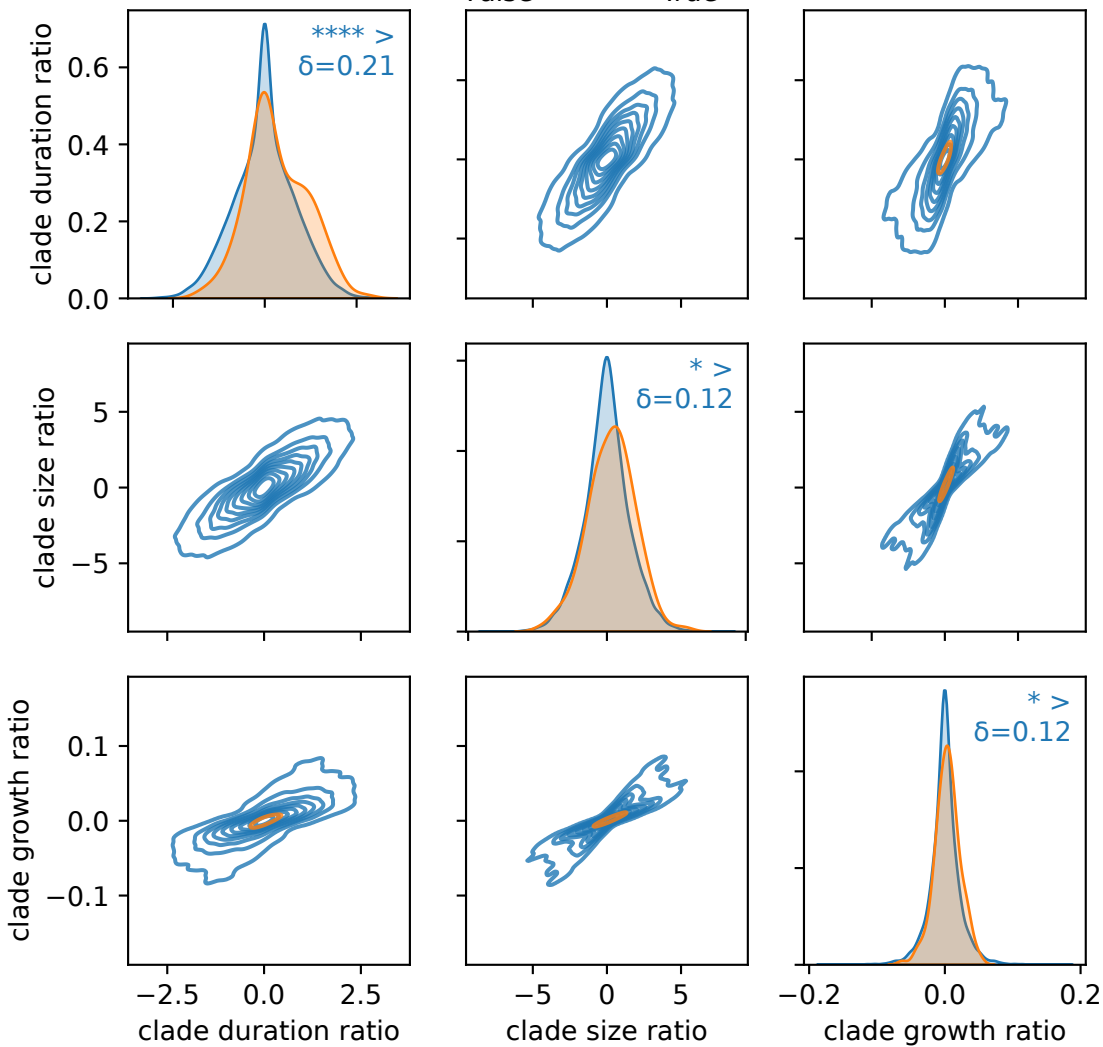 clade duration ratio
0.6
0.4
0.2
0.0
**** >
δ=0.21
clade size ratio
5
0
−5
* >
δ=0.12
clade growth ratio
0.1
0.0
−0.1
* >
δ=0.12
−2.5 0.0 2.5
−5 0 5
−0.2 0.0 0.2
clade duration ratio
clade size ratio
clade growth ratio